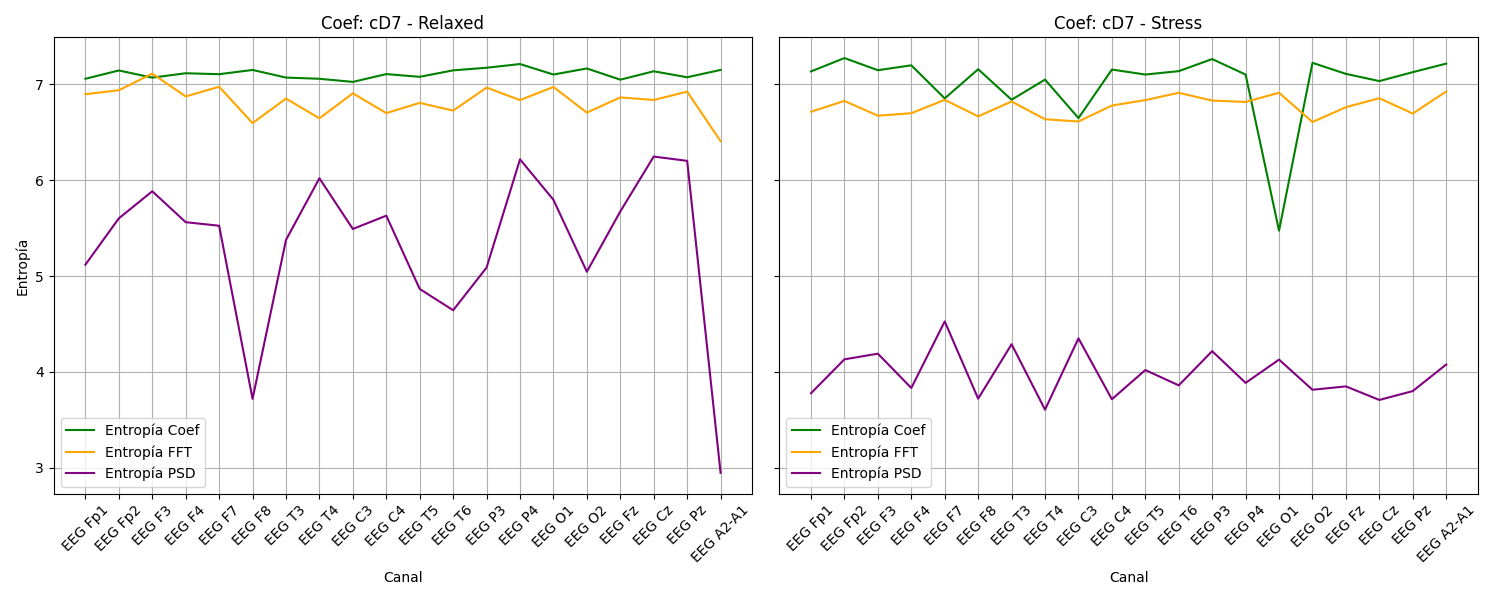 Coef: cD7 - Relaxed
Entropía
7
6
5
4
3
Entropía Coef
Entropía FFT
Entropía PSD
EEG Fp1
EEG Fp2
EEG F3
EEG F4
EEG F7
EEG F8
EEG T3
EEG T4
EEG C3
EEG C4
EEG T5
EEG T6
EEG P3
EEG P4
EEG O1
EEG O2
EEG Fz
EEG Cz
EEG Pz
EEG A2-A1
Canal
Coef: cD7 - Stress
Entropía Coef
Entropía FFT
Entropía PSD
EEG Fp1
EEG Fp2
EEG F3
EEG F4
EEG F7
EEG F8
EEG T3
EEG T4
EEG C3
EEG C4
EEG T5
EEG T6
EEG P3
EEG P4
EEG O1
EEG O2
EEG Fz
EEG Cz
EEG Pz
EEG A2-A1
Canal